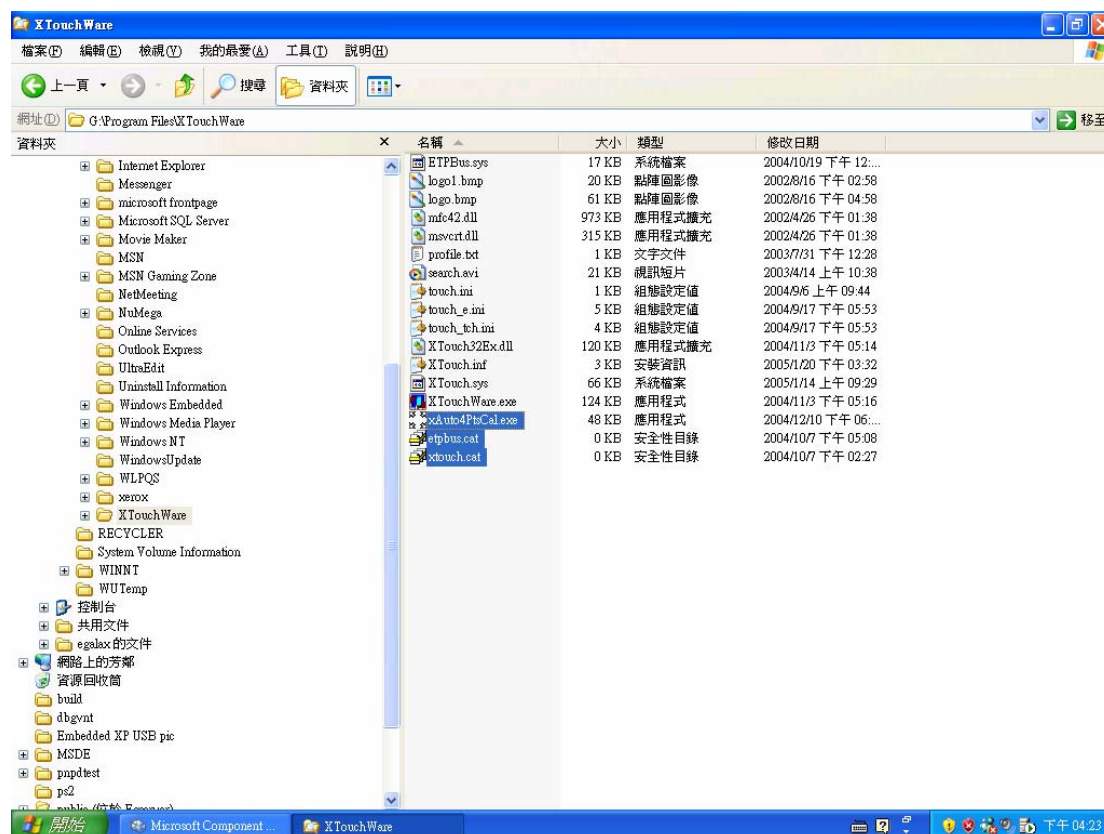 XTouchWare
檔案(F) 編輯(E) 檢視(V) 我的最愛(A) 工具(T) 說明(H)
上一頁 搜尋 資料夾
網址(D) G:\Program Files\XTouchWare 移至
資料夾
Internet Explorer
Messenger
microsoft frontpage
Microsoft SQL Server
Movie Maker
MSN
MSN Gaming Zone
NetMeeting
NuMega
Online Services
Outlook Express
UltraEdit
Uninstall Information
Windows Embedded
Windows Media Player
Windows NT
WindowsUpdate
WLPQS
xerox
XTouchWare
RECYCLER
System Volume Information
WINNT
WUTemp
控制台
共用文件
egalax 的文件
網路上的芳鄰
資源回收筒
build
dbgvnt
Embedded XP USB pic
MSDE
pnpdtest
ps2
名稱 大小 類型 修改日期
ETPBus.sys 17 KB 系統檔案 2004/10/19 下午 12:...
logo1.bmp 20 KB 點陣圖影像 2002/8/16 下午 02:58
logo.bmp 61 KB 點陣圖影像 2002/8/16 下午 04:58
mfc42.dll 973 KB 應用程式擴充 2002/4/26 下午 01:38
msvcrt.dll 315 KB 應用程式擴充 2002/4/26 下午 01:38
profile.txt 1 KB 文字文件 2003/7/31 下午 12:28
search.avi 21 KB 視訊短片 2003/4/14 上午 10:38
touch.ini 1 KB 組態設定值 2004/9/6 上午 09:44
touch_e.ini 5 KB 組態設定值 2004/9/17 下午 05:53
touch_tch.ini 4 KB 組態設定值 2004/9/17 下午 05:53
XTouch32Ex.dll 120 KB 應用程式擴充 2004/11/3 下午 05:14
XTouch.inf 3 KB 安裝資訊 2005/1/20 下午 03:32
XTouch.sys 66 KB 系統檔案 2005/1/14 上午 09:29
XTouchWare.exe 124 KB 應用程式 2004/11/3 下午 05:16
xAuto4PtsCal.exe 48 KB 應用程式 2004/12/10 下午 06:...
etpbus.cat 0 KB 安全性目錄 2004/10/7 下午 05:08
xtouch.cat 0 KB 安全性目錄 2004/10/7 下午 02:27
開始 Microsoft Component ... XTouchWare 下午 04:23